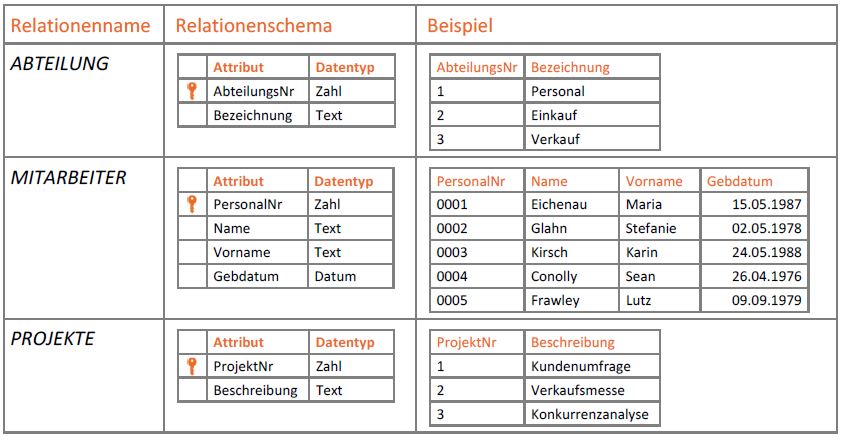 Relationenname Relationenschema Beispiel
ABTEILUNG
Attribut Datentyp
AbteilungsNr Zahl
Bezeichnung Text
AbteilungsNr Bezeichnung
1 Personal
2 Einkauf
3 Verkauf
MITARBEITER
Attribut Datentyp
PersonalNr Zahl
Name Text
Vorname Text
Gebdatum Datum
PersonalNr Name Vorname Gebdatum
0001 Eichenau Maria 15.05.1987
0002 Glahn Stefanie 02.05.1978
0003 Kirsch Karin 24.05.1988
0004 Conolly Sean 26.04.1976
0005 Frawley Lutz 09.09.1979
PROJEKTE
Attribut Datentyp
ProjektNr Zahl
Beschreibung Text
ProjektNr Beschreibung
1 Kundenumfrage
2 Verkaufsmesse
3 Konkurrenzanalyse